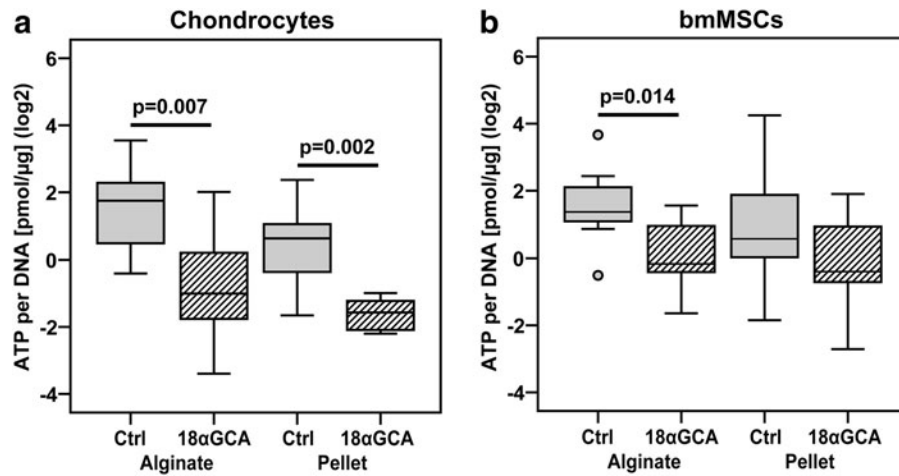 a Chondrocytes
ATP per DNA [pmol/µg] (log2)
6
4
2
0
-2
-4
p=0.007
p=0.002
Ctrl 18αGCA Ctrl 18αGCA
Alginate Pellet
b bmMSCs
ATP per DNA [pmol/µg] (log2)
6
4
2
0
-2
-4
p=0.014
Ctrl 18αGCA Ctrl 18αGCA
Alginate Pellet